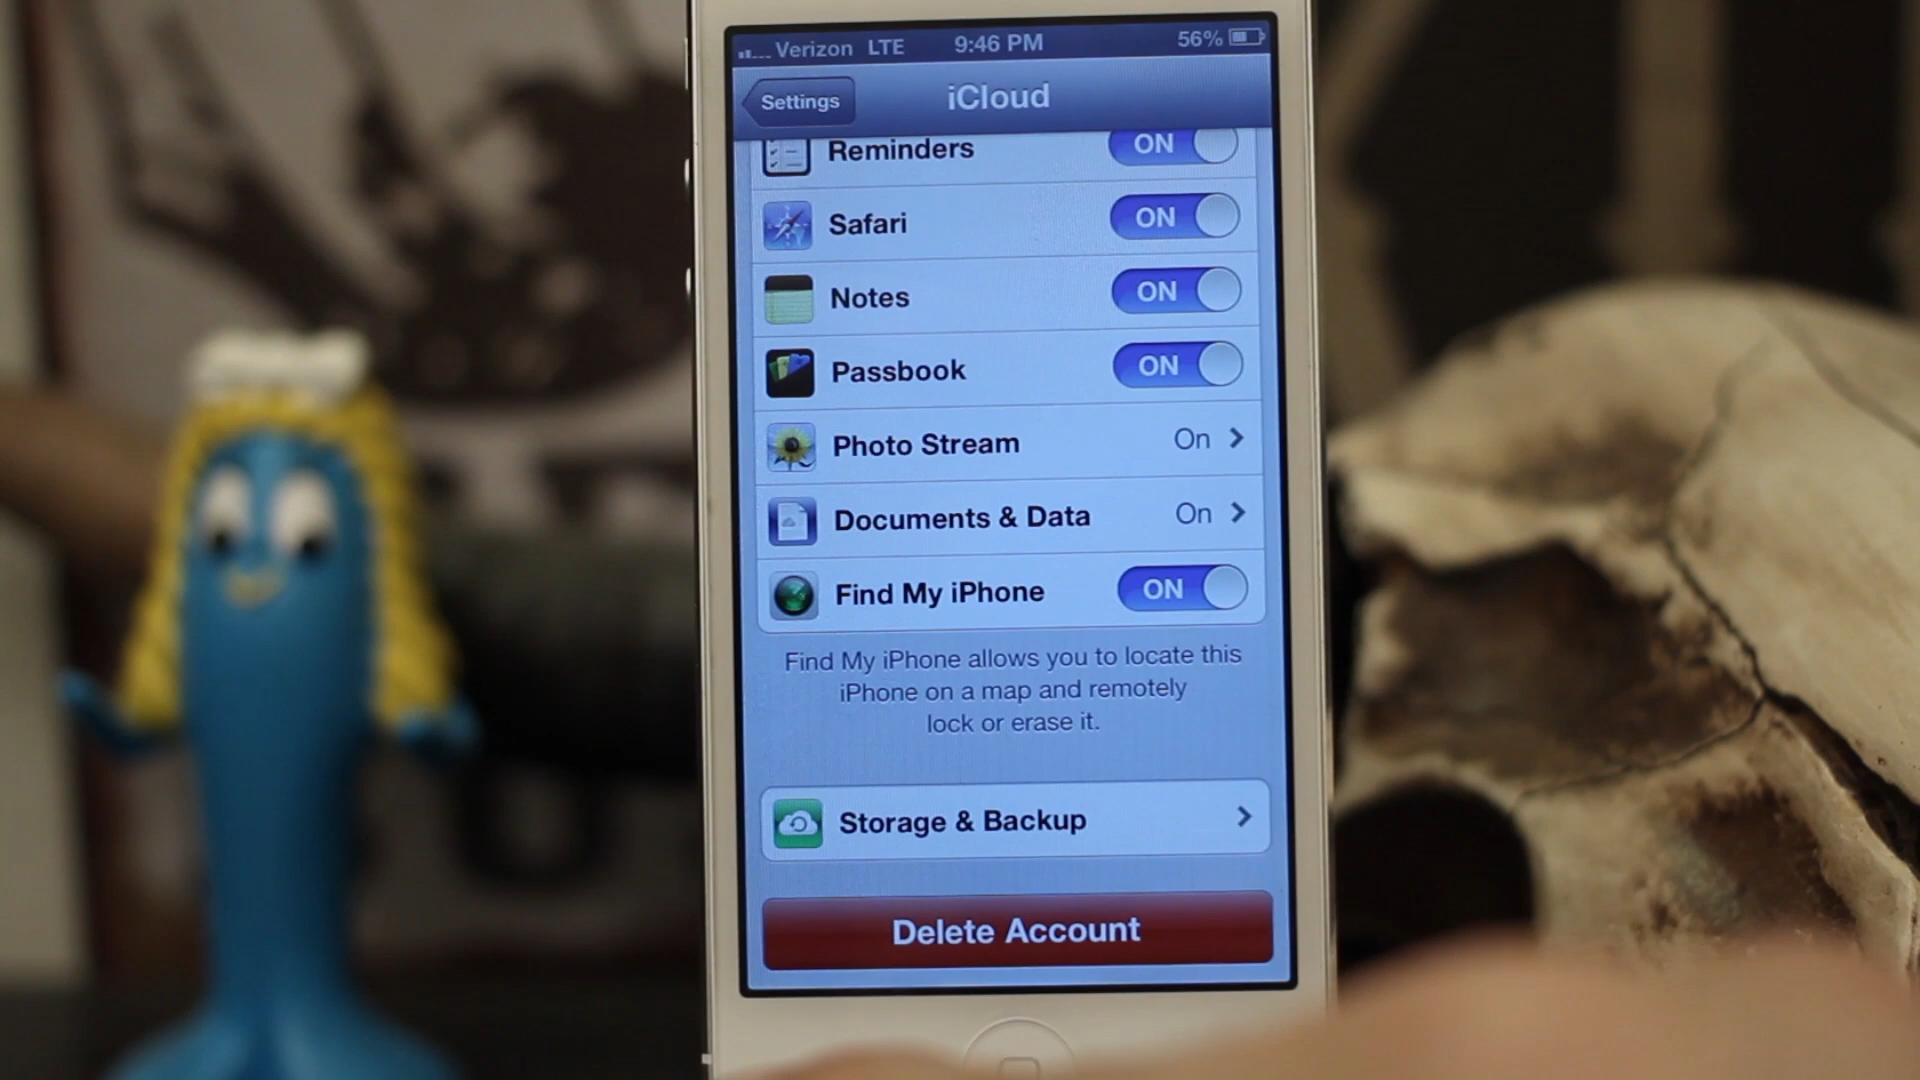 Verizon LTE 9:46 PM 56%
Settings iCloud
Reminders ON
Safari ON
Notes ON
Passbook ON
Photo Stream On
Documents & Data On
Find My iPhone ON
Find My iPhone allows you to locate this
iPhone on a map and remotely
lock or erase it.
Storage & Backup
Delete Account